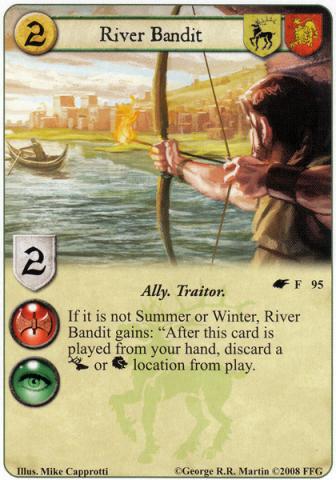 2
River Bandit
2
Ally. Traitor.
F 95
If it is not Summer or Winter, River
Bandit gains: “After this card is
played from your hand, discard a
or location from play.
Illus. Mike Capprotti
©George R.R. Martin ©2008 FFG